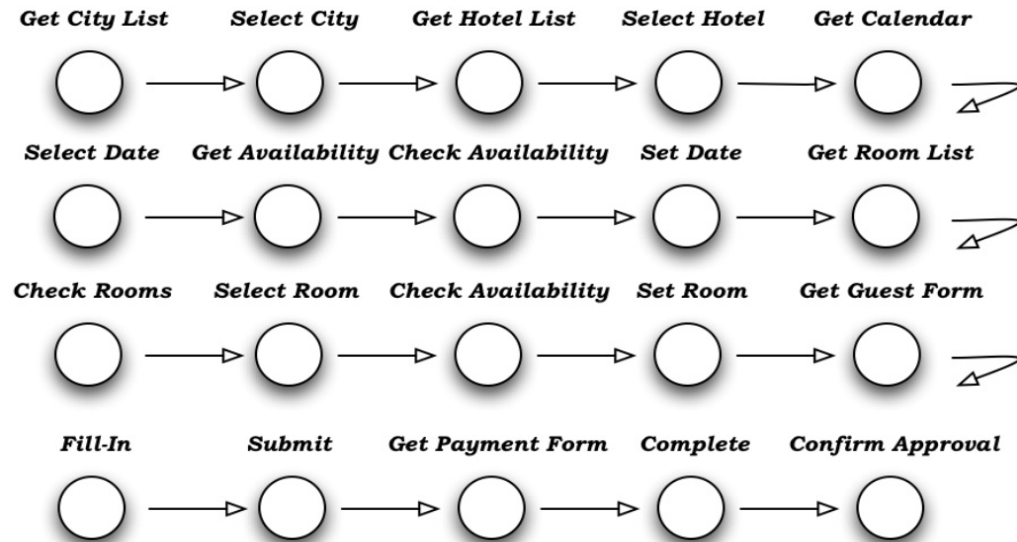 Get City List Select City Get Hotel List Select Hotel Get Calendar
Select Date Get Availability Check Availability Set Date Get Room List
Check Rooms Select Room Check Availability Set Room Get Guest Form
Fill-In Submit Get Payment Form Complete Confirm Approval